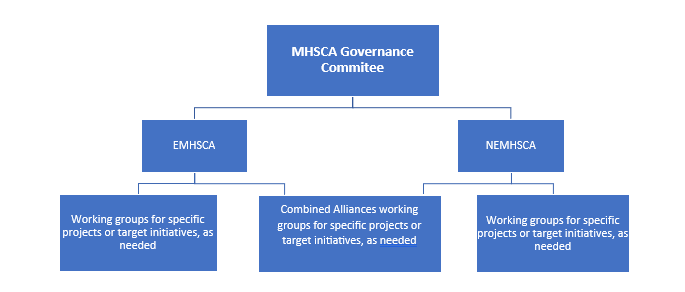 MHSCA Governance
Commitee
EMHSCA
NEMHSCA
Working groups for specific
projects or target initiatives, as
needed
Combined Alliances working
groups for specific projects or
target initiatives, as needed
Working groups for specific
projects or target initiatives, as
needed